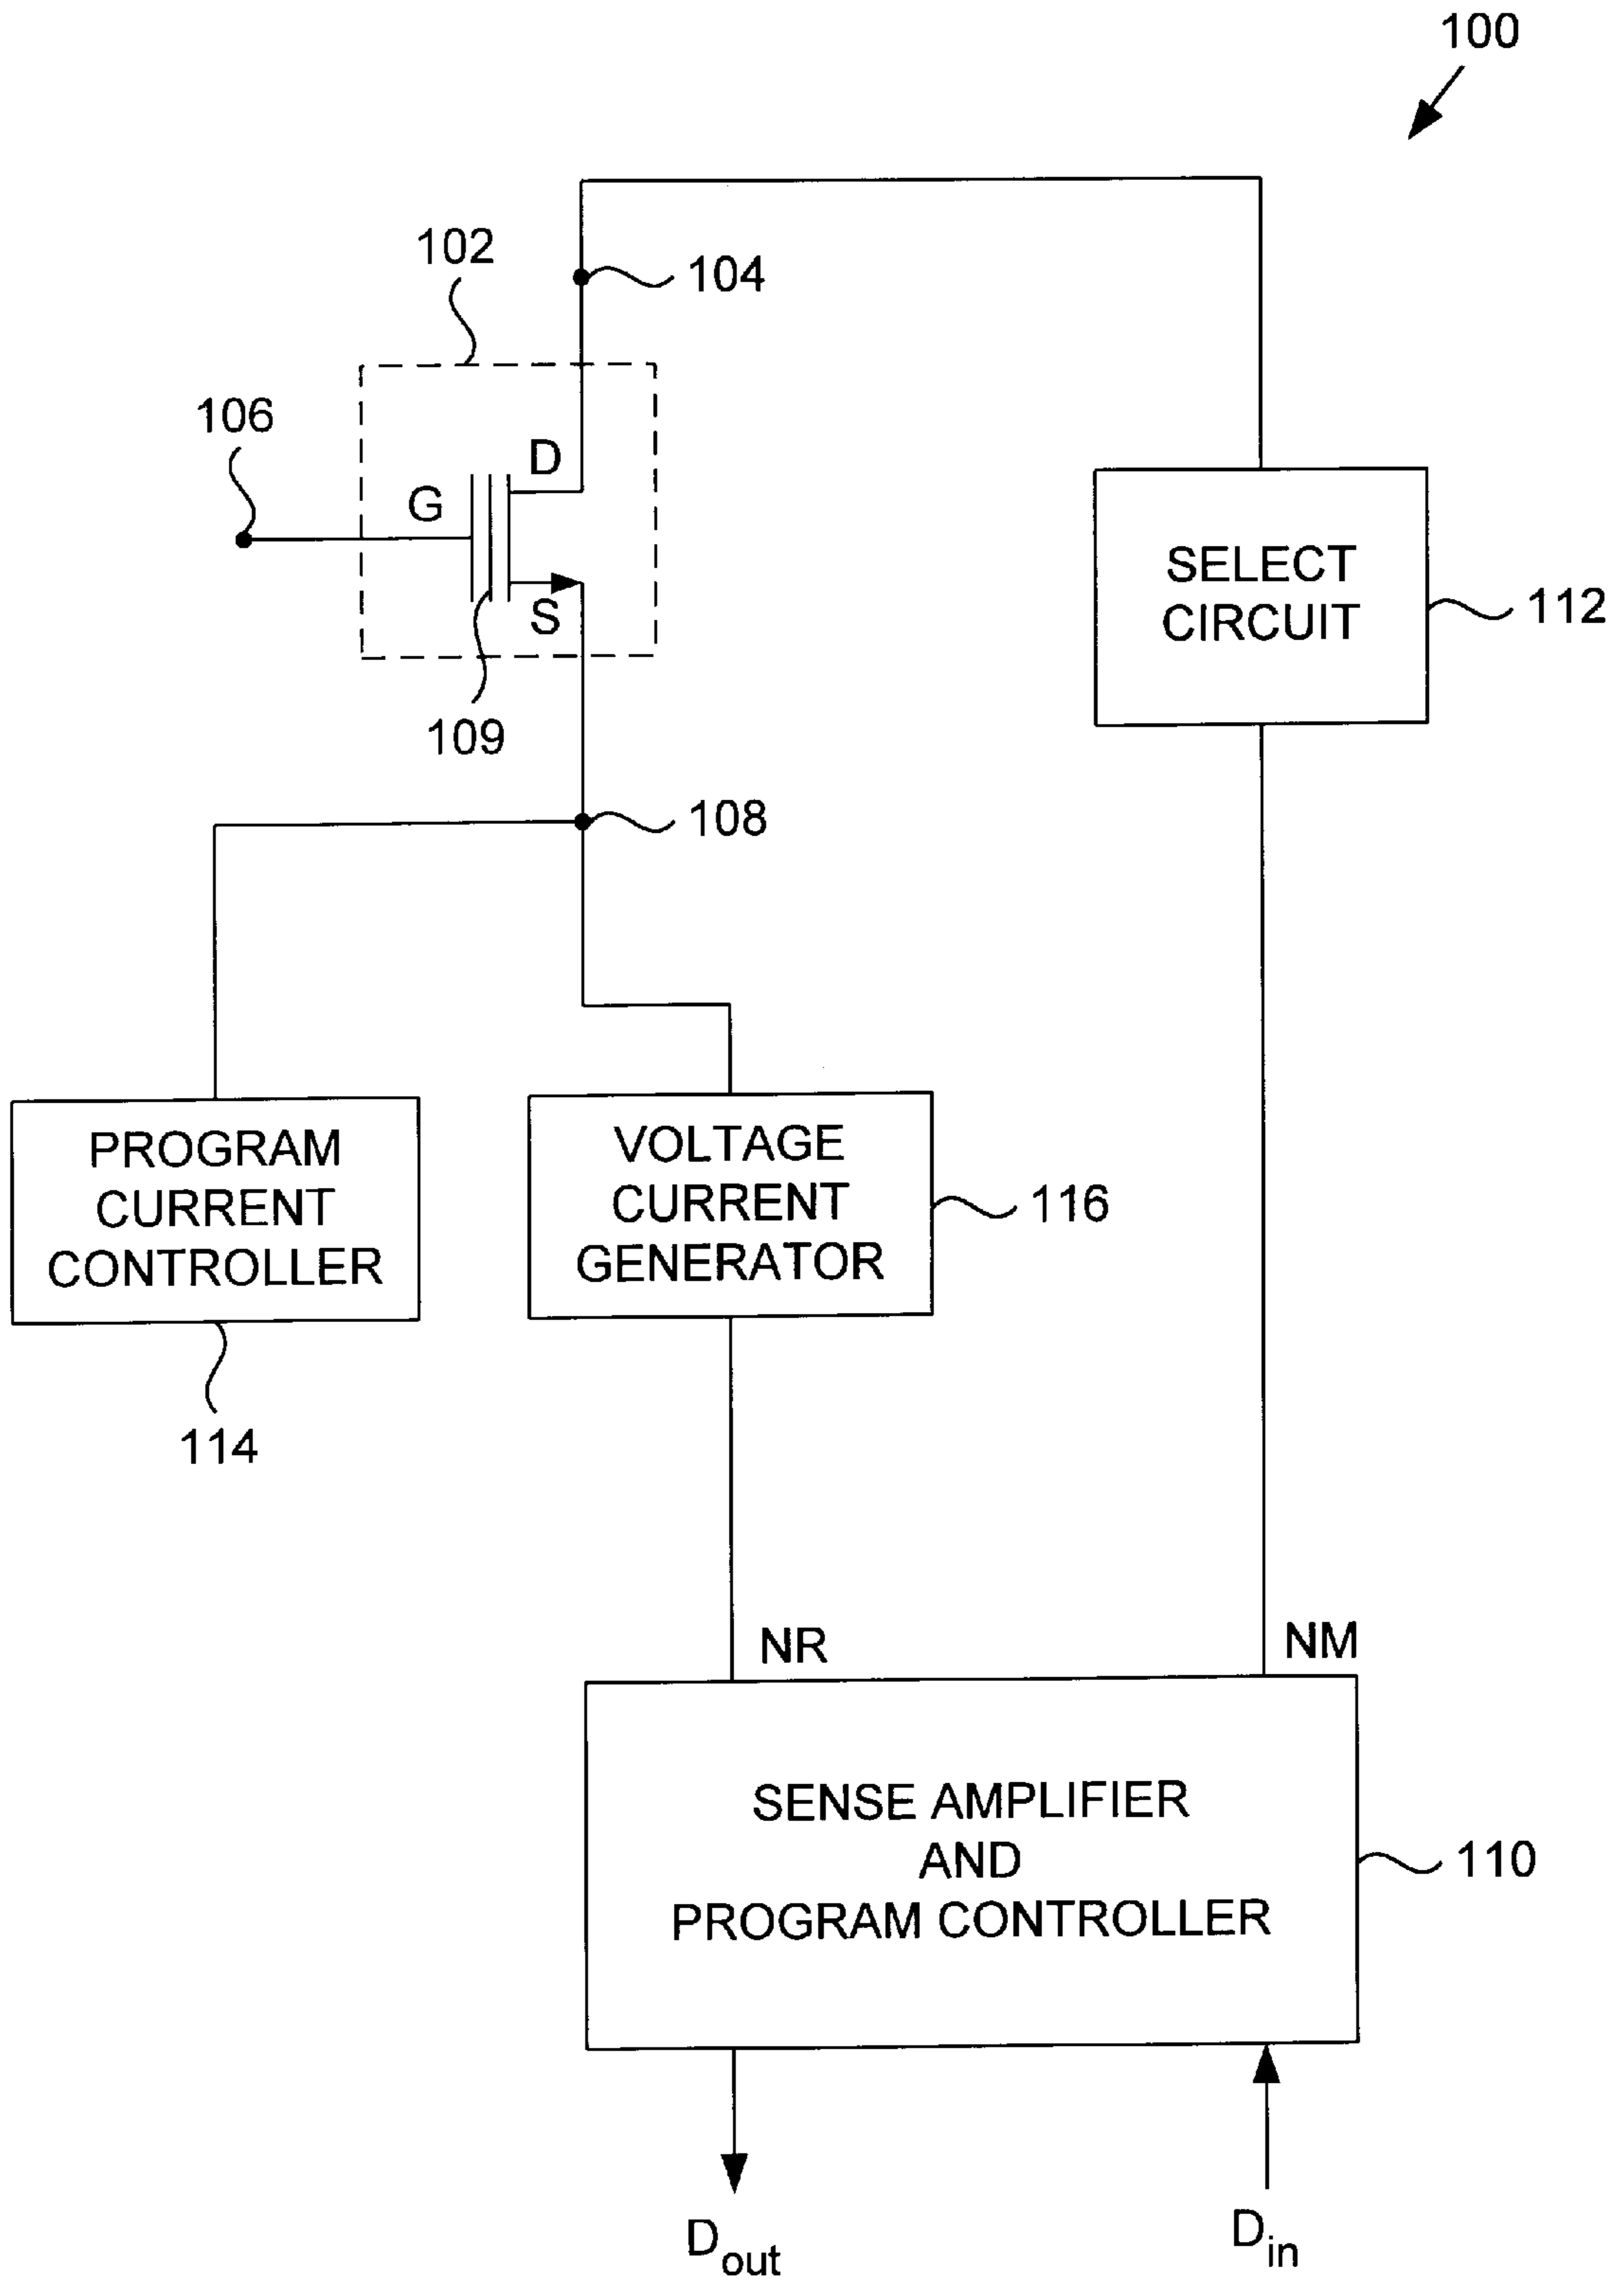 100
102
104
106
D
G
S
SELECT
CIRCUIT
112
109
108
PROGRAM
CURRENT
CONTROLLER
VOLTAGE
CURRENT
GENERATOR
116
114
NR
NM
SENSE AMPLIFIER
AND
PROGRAM CONTROLLER
110
Dout
Din